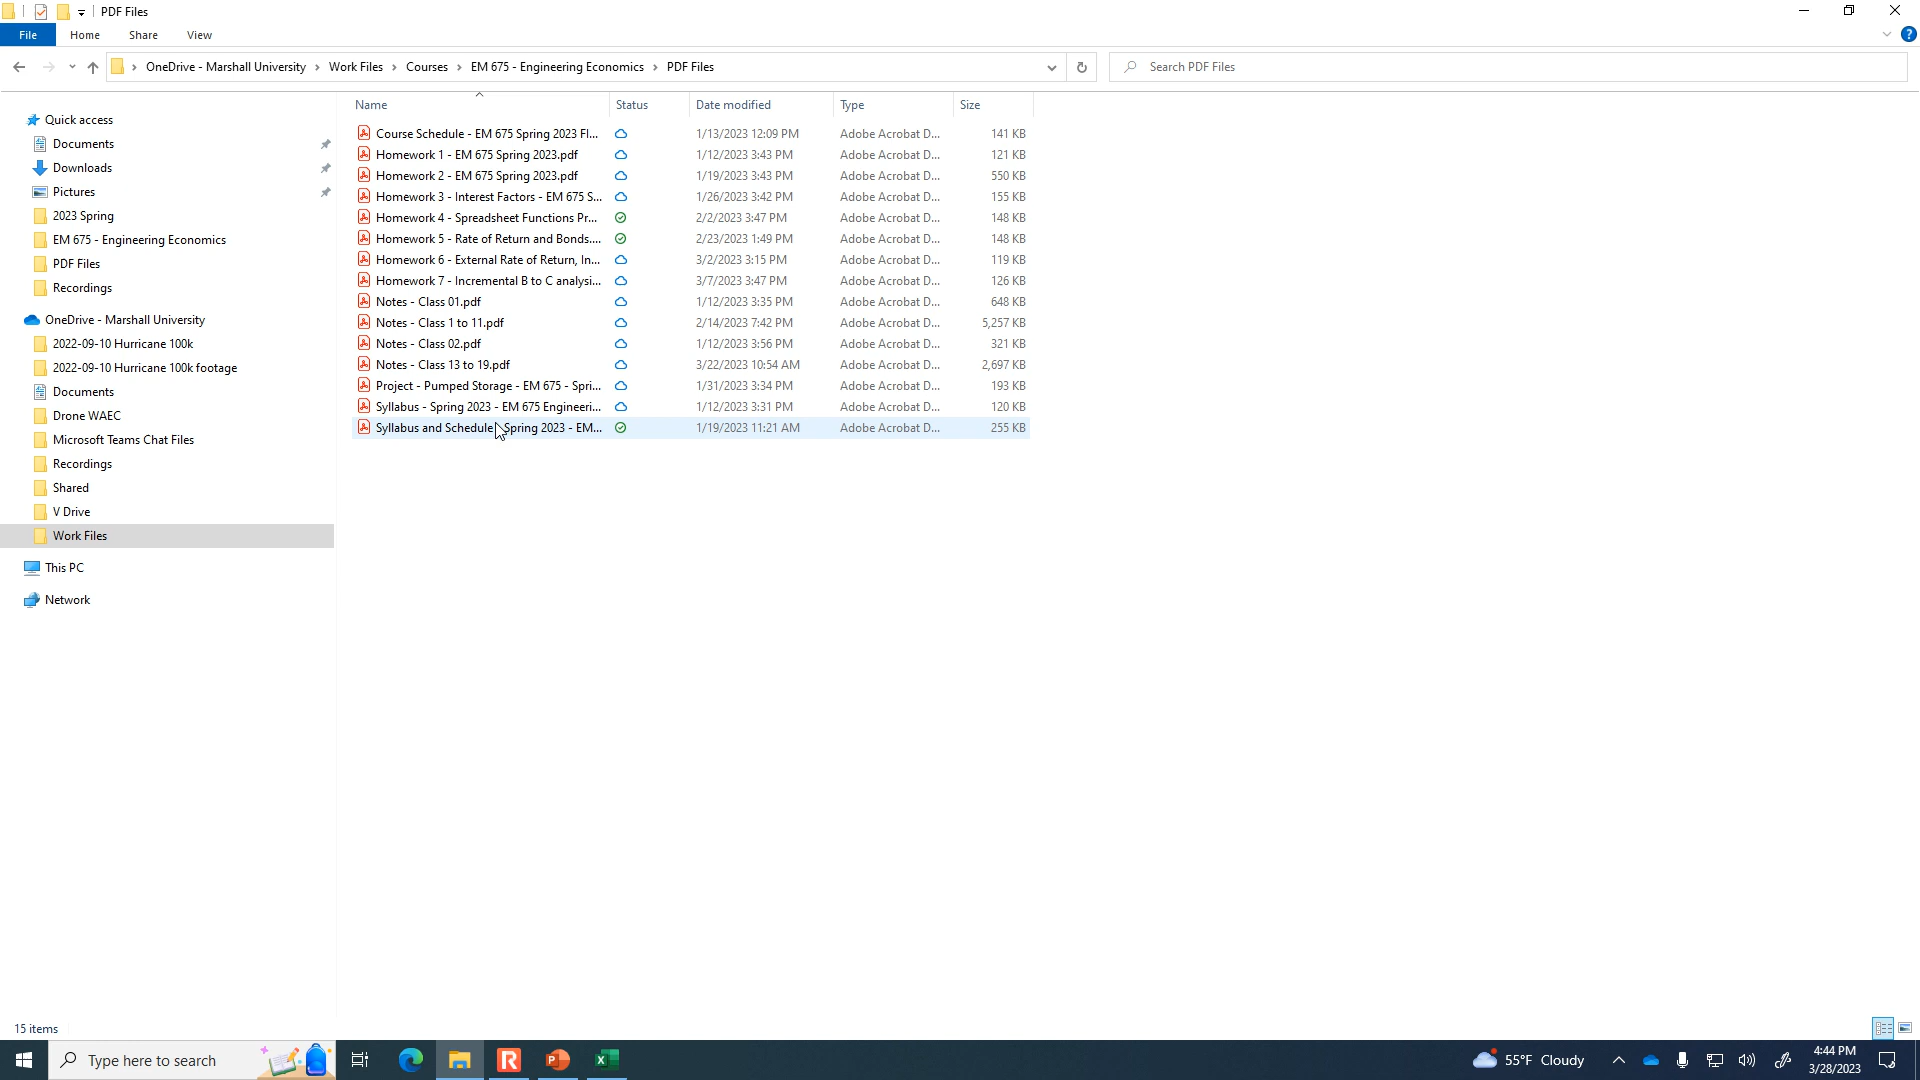 PDF Files
File Home Share View
OneDrive - Marshall University › Work Files › Courses › EM 675 - Engineering Economics › PDF Files
Search PDF Files
Name Status Date modified Type Size
Quick access
Documents
Downloads
Pictures
2023 Spring
EM 675 - Engineering Economics
PDF Files
Recordings
OneDrive - Marshall University
2022-09-10 Hurricane 100k
2022-09-10 Hurricane 100k footage
Documents
Drone WAEC
Microsoft Teams Chat Files
Recordings
Shared
V Drive
Work Files
This PC
Network
Course Schedule - EM 675 Spring 2023 Fl... 1/13/2023 12:09 PM Adobe Acrobat D... 141 KB
Homework 1 - EM 675 Spring 2023.pdf 1/12/2023 3:43 PM Adobe Acrobat D... 121 KB
Homework 2 - EM 675 Spring 2023.pdf 1/19/2023 3:43 PM Adobe Acrobat D... 550 KB
Homework 3 - Interest Factors - EM 675 S... 1/26/2023 3:42 PM Adobe Acrobat D... 155 KB
Homework 4 - Spreadsheet Functions Pr... 2/2/2023 3:47 PM Adobe Acrobat D... 148 KB
Homework 5 - Rate of Return and Bonds.... 2/23/2023 1:49 PM Adobe Acrobat D... 148 KB
Homework 6 - External Rate of Return, In... 3/2/2023 3:15 PM Adobe Acrobat D... 119 KB
Homework 7 - Incremental B to C analysi... 3/7/2023 3:47 PM Adobe Acrobat D... 126 KB
Notes - Class 01.pdf 1/12/2023 3:35 PM Adobe Acrobat D... 648 KB
Notes - Class 1 to 11.pdf 2/14/2023 7:42 PM Adobe Acrobat D... 5,257 KB
Notes - Class 02.pdf 1/12/2023 3:56 PM Adobe Acrobat D... 321 KB
Notes - Class 13 to 19.pdf 3/22/2023 10:54 AM Adobe Acrobat D... 2,697 KB
Project - Pumped Storage - EM 675 - Spri... 1/31/2023 3:34 PM Adobe Acrobat D... 193 KB
Syllabus - Spring 2023 - EM 675 Engineeri... 1/12/2023 3:31 PM Adobe Acrobat D... 120 KB
Syllabus and Schedule - Spring 2023 - EM... 1/19/2023 11:21 AM Adobe Acrobat D... 255 KB
15 items
Type here to search
55°F Cloudy
4:44 PM
3/28/2023